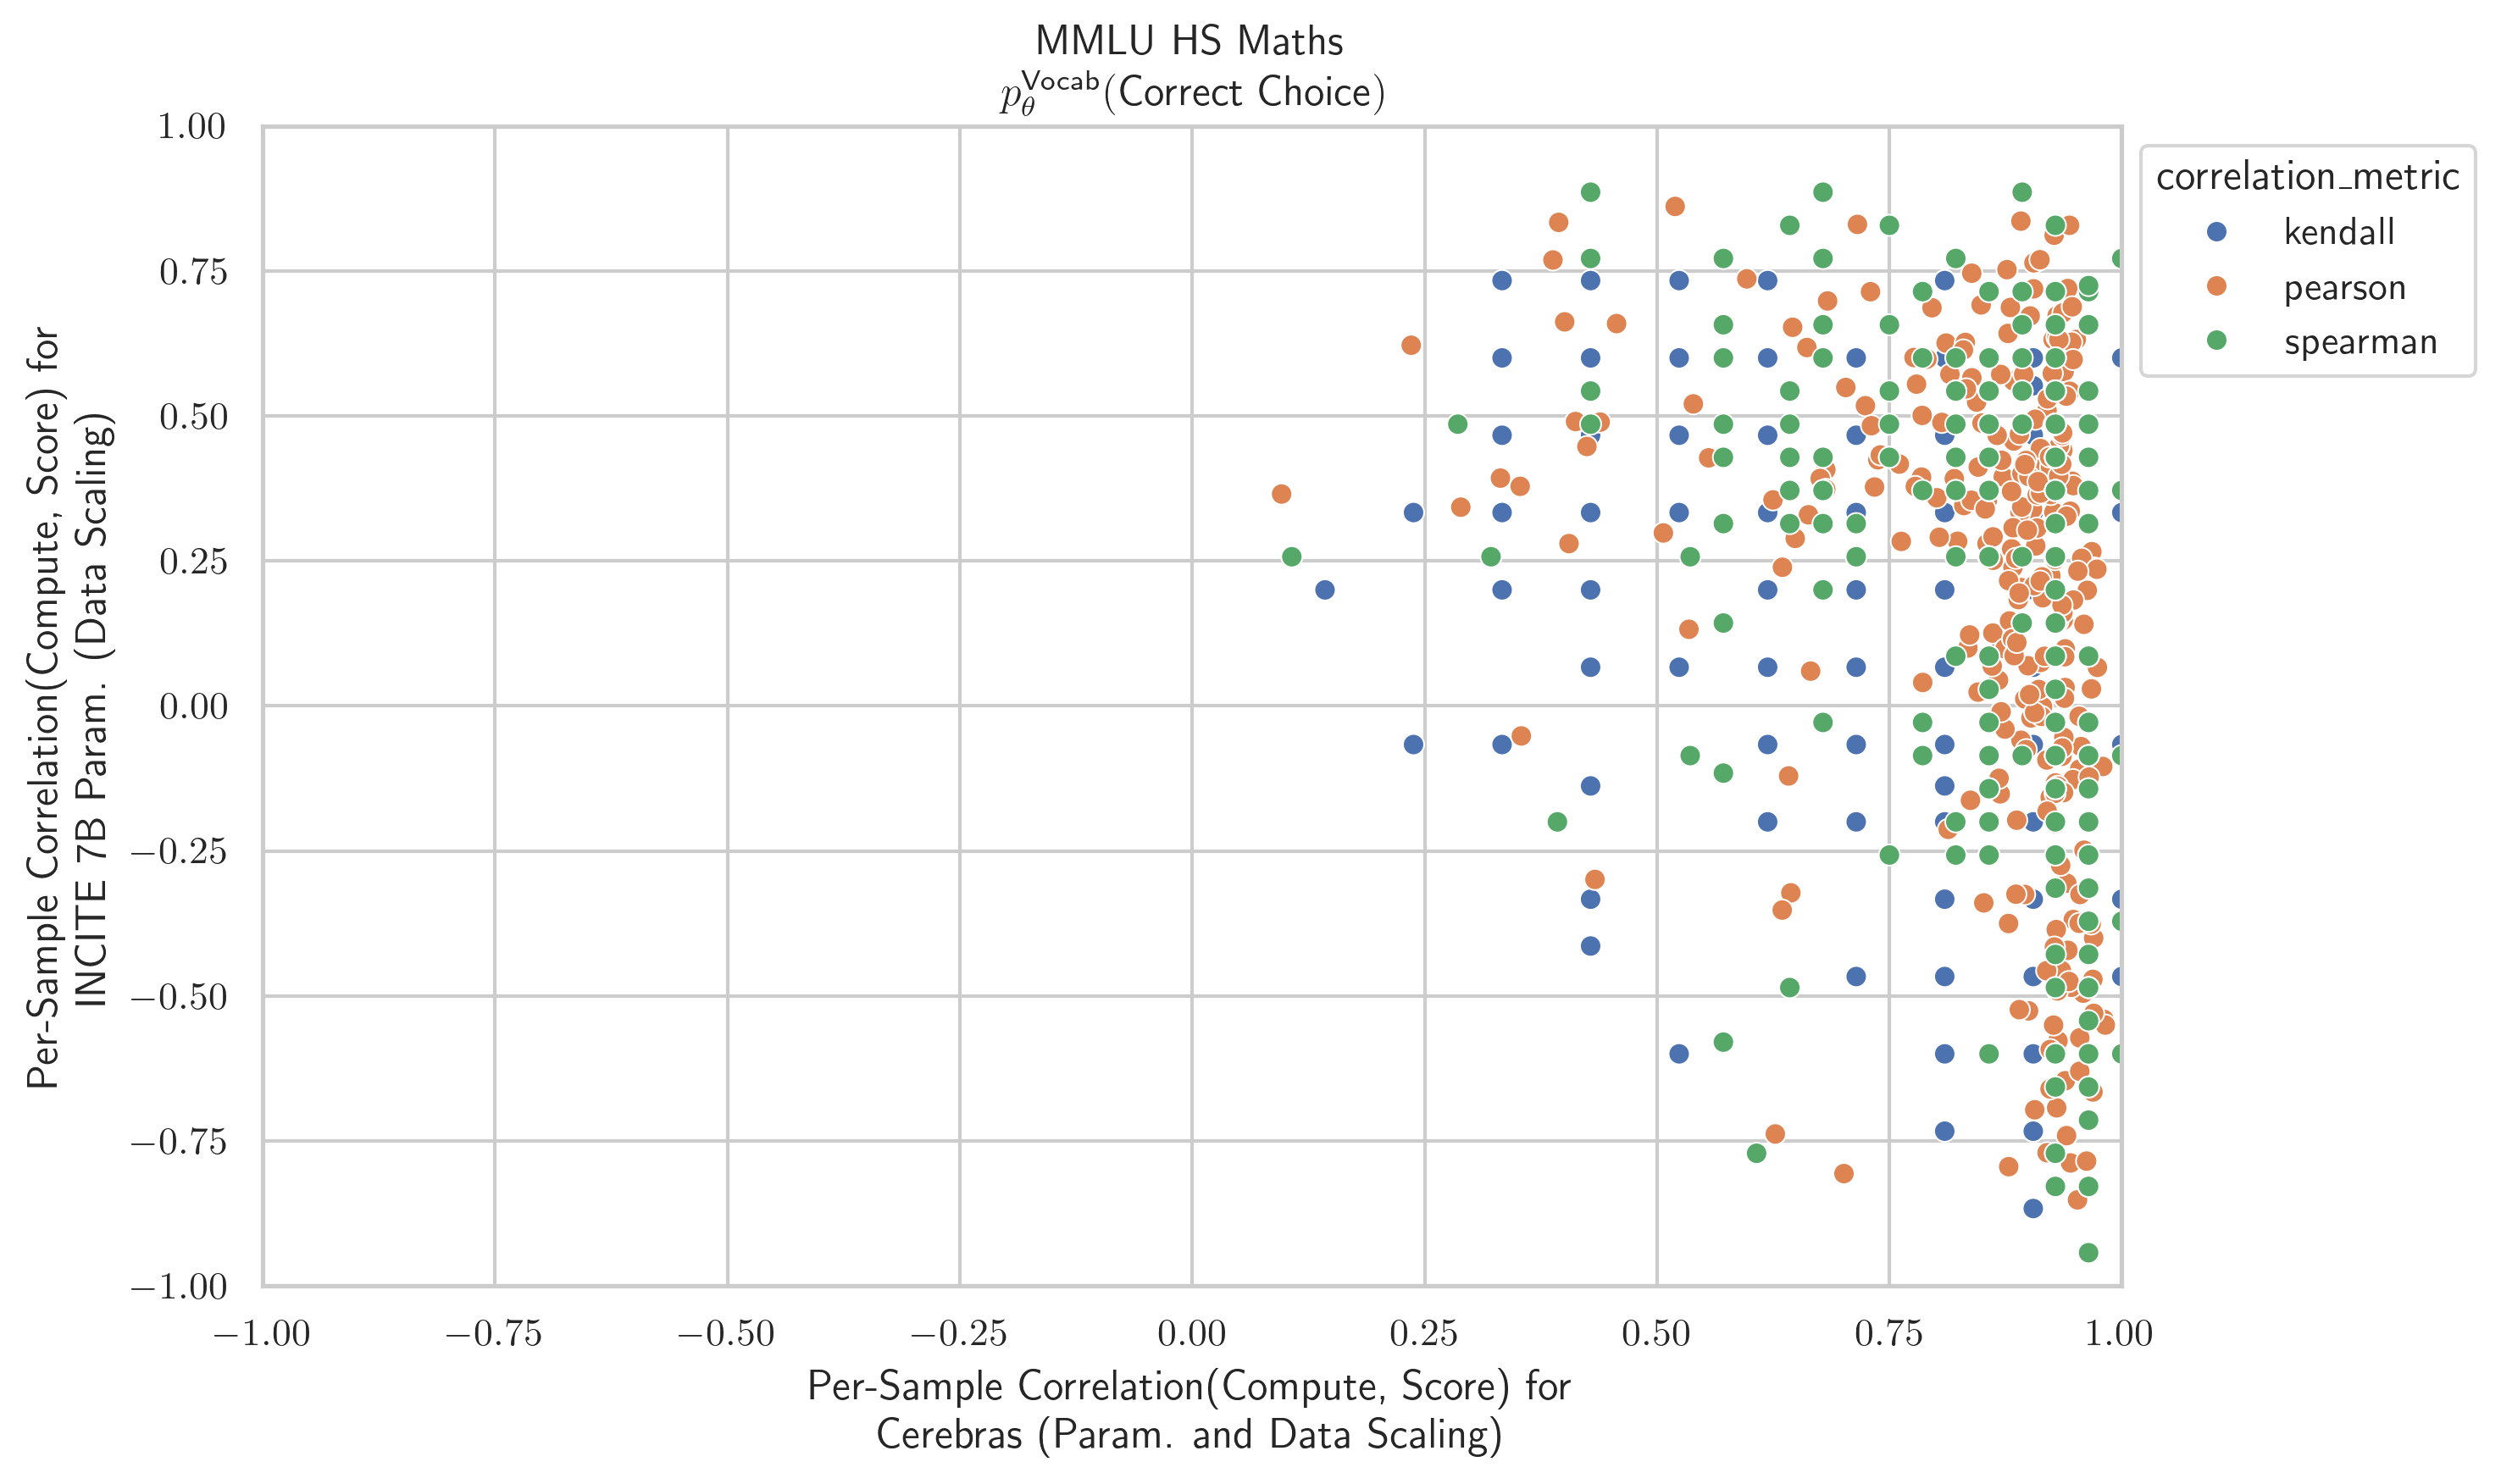 MMLU HS Maths
p_θ^Vocab(Correct Choice)
1.00
0.75
0.50
0.25
0.00
−0.25
−0.50
−0.75
−1.00
Per-Sample Correlation(Compute, Score) for
INCITE 7B Param. (Data Scaling)
−1.00
−0.75
−0.50
−0.25
0.00
0.25
0.50
0.75
1.00
Per-Sample Correlation(Compute, Score) for
Cerebras (Param. and Data Scaling)
correlation_metric
kendall
pearson
spearman